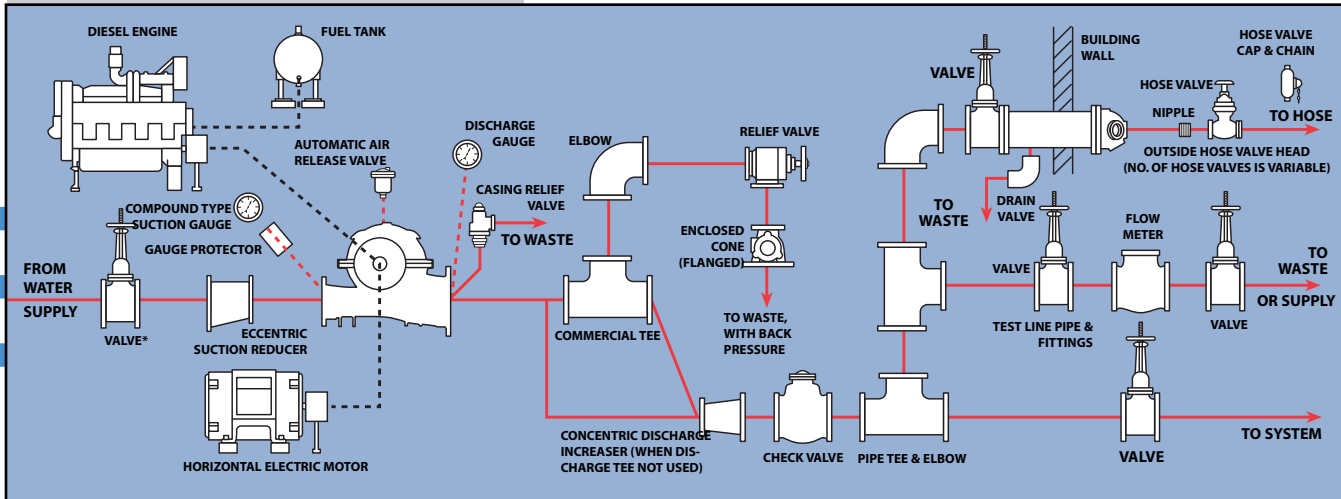 DIESEL ENGINE
FUEL TANK
AUTOMATIC AIR
RELEASE VALVE
DISCHARGE
GAUGE
COMPOUND TYPE
SUCTION GAUGE
GAUGE PROTECTOR
CASING RELIEF
VALVE
TO WASTE
FROM
WATER
SUPPLY
VALVE*
ECCENTRIC
SUCTION REDUCER
HORIZONTAL ELECTRIC MOTOR
ELBOW
RELIEF VALVE
ENCLOSED
CONE
(FLANGED)
COMMERCIAL TEE
TO WASTE,
WITH BACK
PRESSURE
CONCENTRIC DISCHARGE
INCREASER (WHEN DIS-
CHARGE TEE NOT USED)
CHECK VALVE
PIPE TEE & ELBOW
VALVE
BUILDING
WALL
HOSE VALVE
CAP & CHAIN
HOSE VALVE
NIPPLE
TO HOSE
OUTSIDE HOSE VALVE HEAD
(NO. OF HOSE VALVES IS VARIABLE)
TO
WASTE
DRAIN
VALVE
FLOW
METER
VALVE
TEST LINE PIPE &
FITTINGS
VALVE
TO
WASTE
OR SUPPLY
VALVE
TO SYSTEM